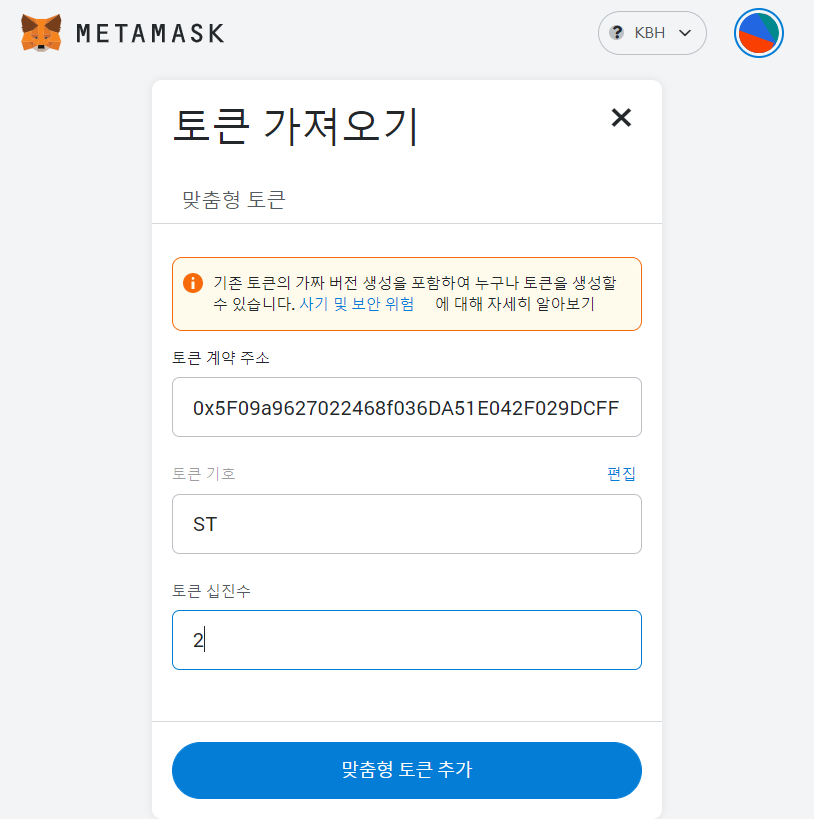 METAMASK
? KBH
토큰 가져오기
맞춤형 토큰
기존 토큰의 가짜 버전 생성을 포함하여 누구나 토큰을 생성할
수 있습니다. 사기 및 보안 위험 에 대해 자세히 알아보기
토큰 계약 주소
0x5F09a9627022468f036DA51E042F029DCFF
토큰 기호 편집
ST
토큰 십진수
2
맞춤형 토큰 추가